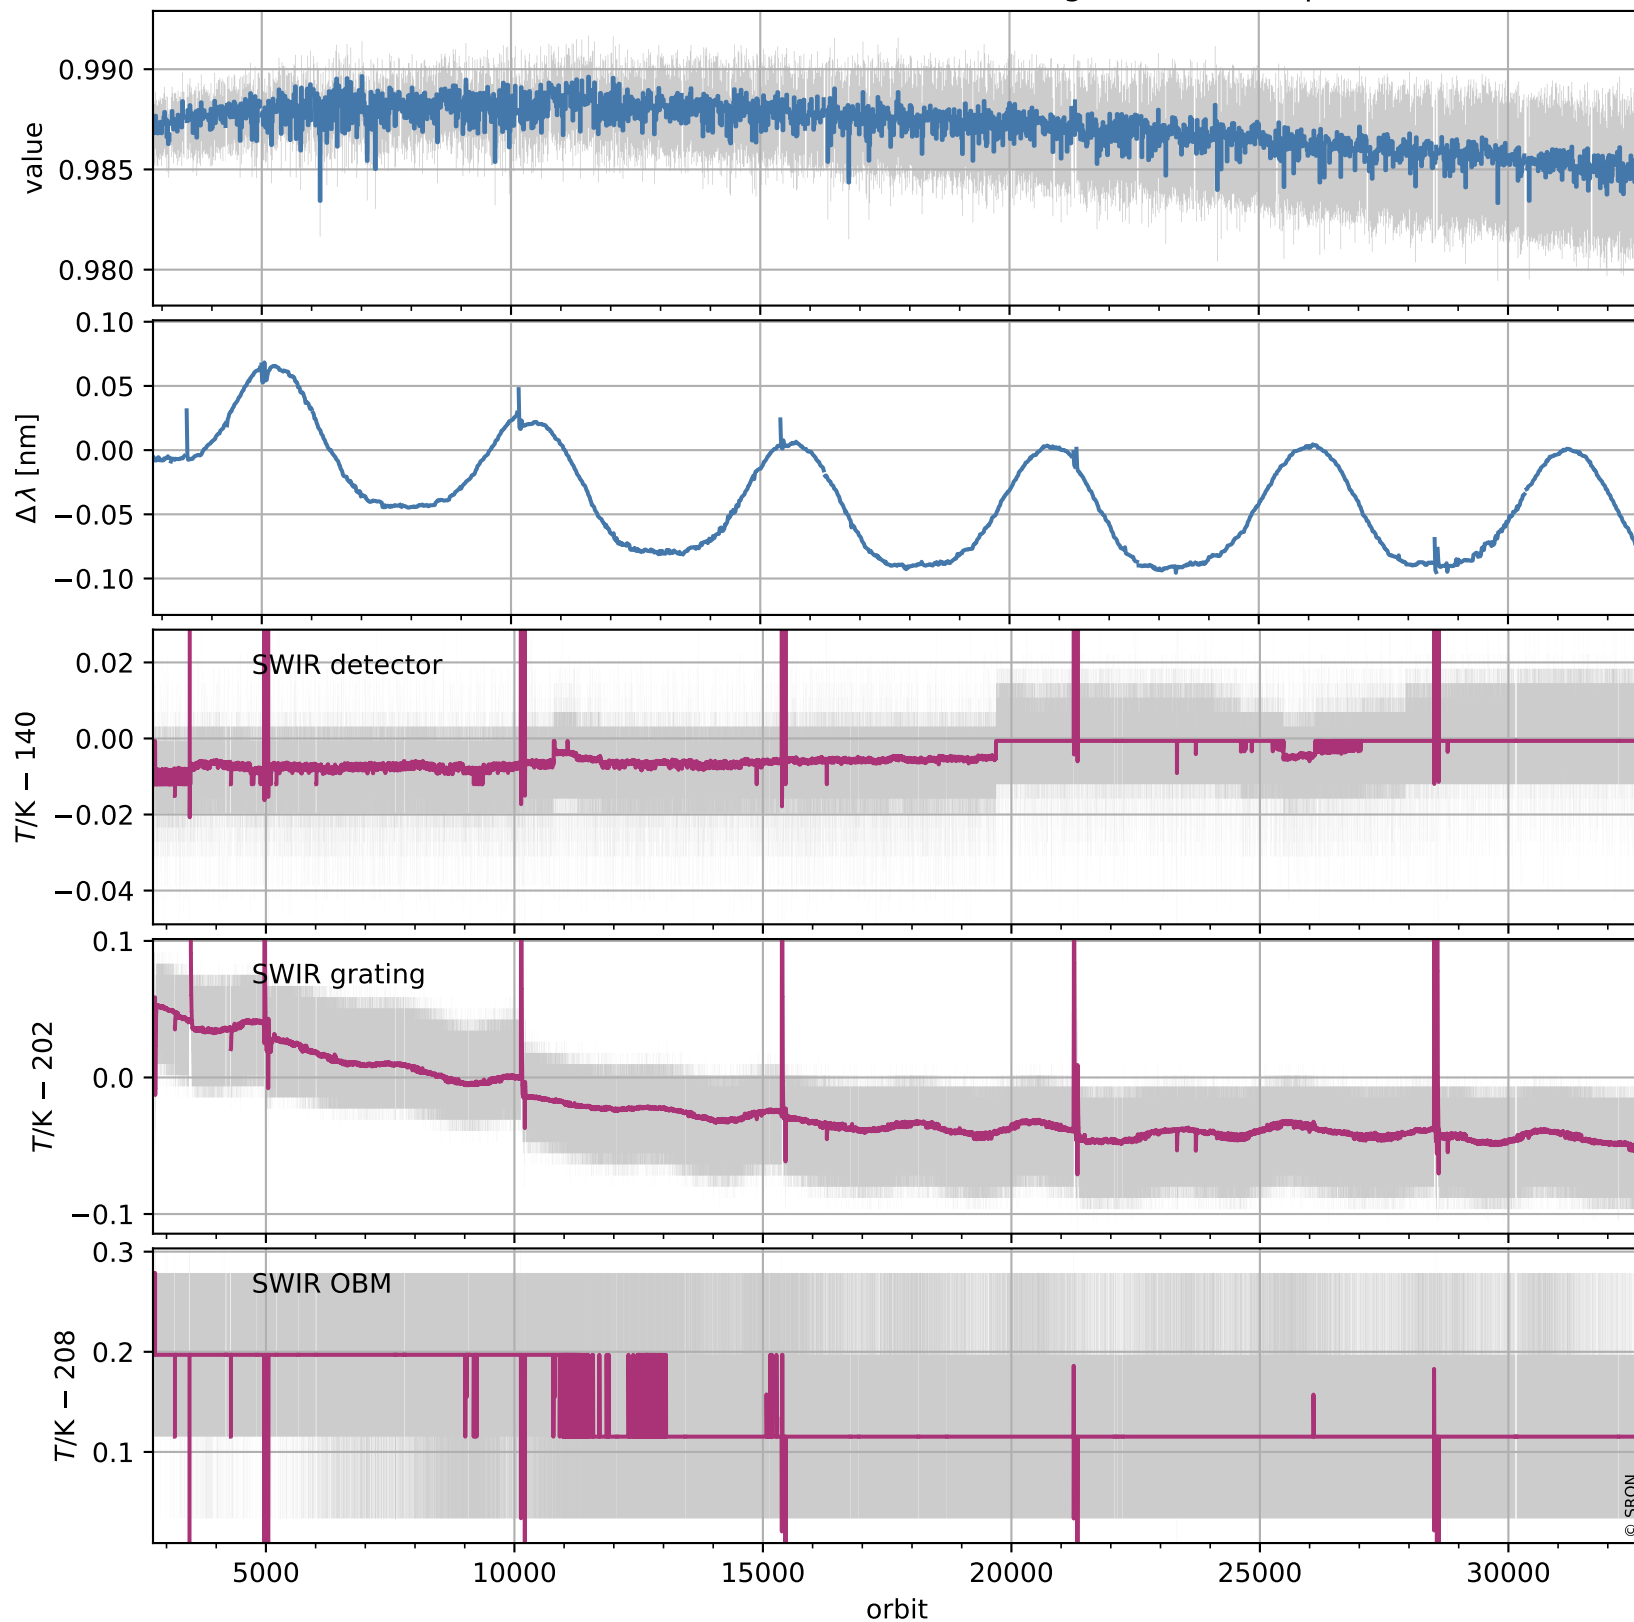 0.990
0.985
0.980
value
0.10
0.05
0.00
−0.05
−0.10
Δλ [nm]
SWIR detector
0.02
0.00
−0.02
−0.04
T/K − 140
SWIR grating
0.1
0.0
−0.1
T/K − 202
SWIR OBM
0.3
0.2
0.1
T/K − 208
© SRON
5000 10000 15000 20000 25000 30000
orbit